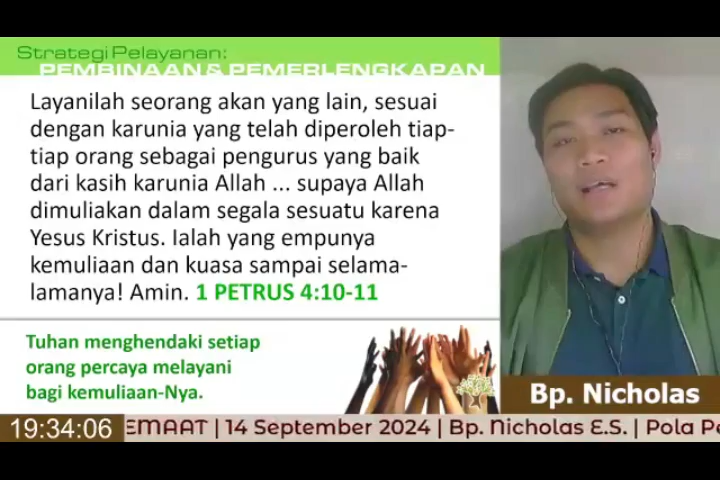 Strategi Pelayanan:
PEMBINAAN & PEMERLENGKAPAN
Layanilah seorang akan yang lain, sesuai
dengan karunia yang telah diperoleh tiap-
tiap orang sebagai pengurus yang baik
dari kasih karunia Allah ... supaya Allah
dimuliakan dalam segala sesuatu karena
Yesus Kristus. Ialah yang empunya
kemuliaan dan kuasa sampai selama-
lamanya! Amin. 1 PETRUS 4:10-11
Tuhan menghendaki setiap
orang percaya melayani
bagi kemuliaan-Nya.
Bp. Nicholas
19:34:06 EMAAT | 14 September 2024 | Bp. Nicholas E.S. | Pola Pe